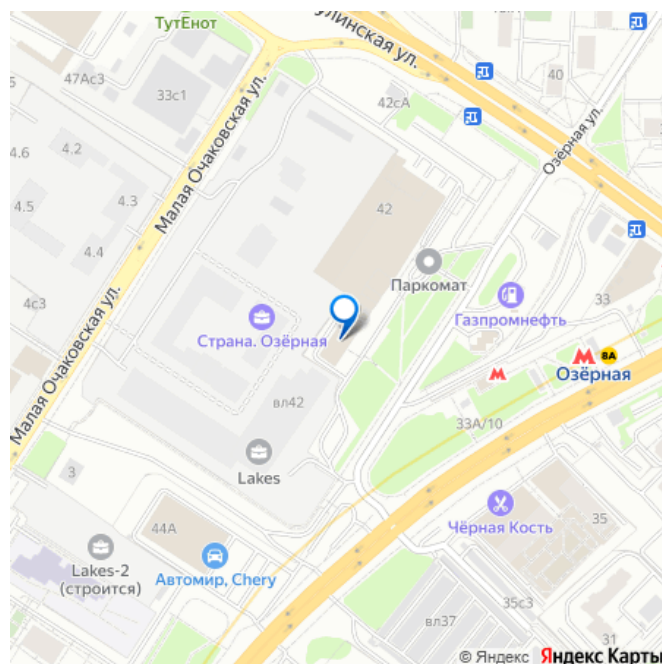 ТутЕнот
улинская ул.
47Ас3
33с1
40
42сА
Малая Очаковская ул.
Озёрная ул.
4.6
4.2
4.5
4.3
42
4.4
Паркомат
4с3
Газпромнефть
33
Страна. Озёрная
М
8А
Озёрная
М
Малая Очаковская ул.
вл42
33А/10
3
Lakes
Чёрная Кость
35
44А
Lakes-2
(строится)
Автомир, Chery
35с3
вл37
31
© Яндекс Яндекс Карты